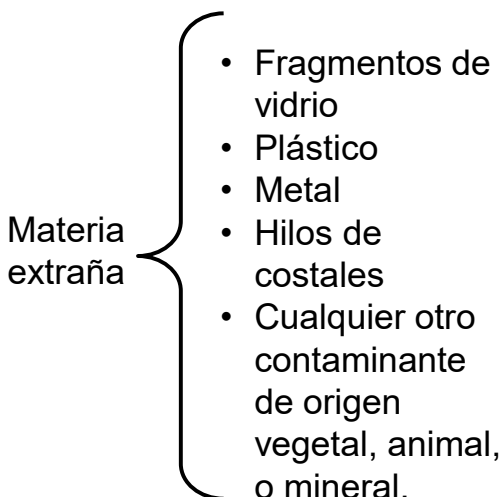 Materia
extraña
• Fragmentos de
vidrio
• Plástico
• Metal
• Hilos de
costales
• Cualquier otro
contaminante
de origen
vegetal, animal,
o mineral.